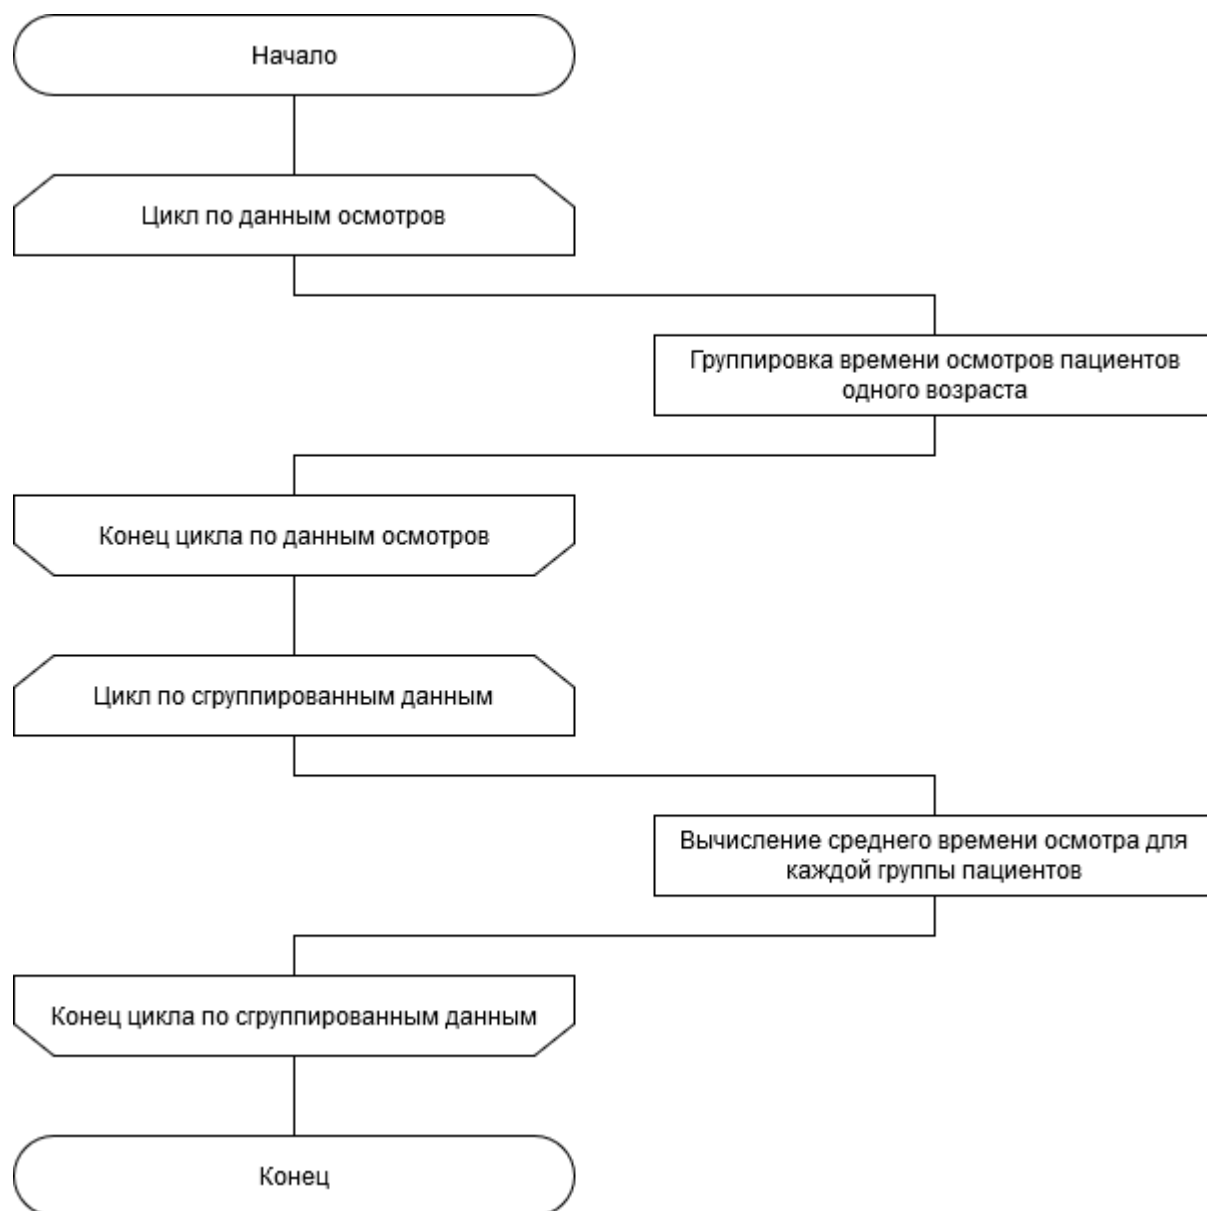 Начало
Цикл по данным осмотров
Группировка времени осмотров пациентов
одного возраста
Конец цикла по данным осмотров
Цикл по сгруппированным данным
Вычисление среднего времени осмотра для
каждой группы пациентов
Конец цикла по сгруппированным данным
Конец